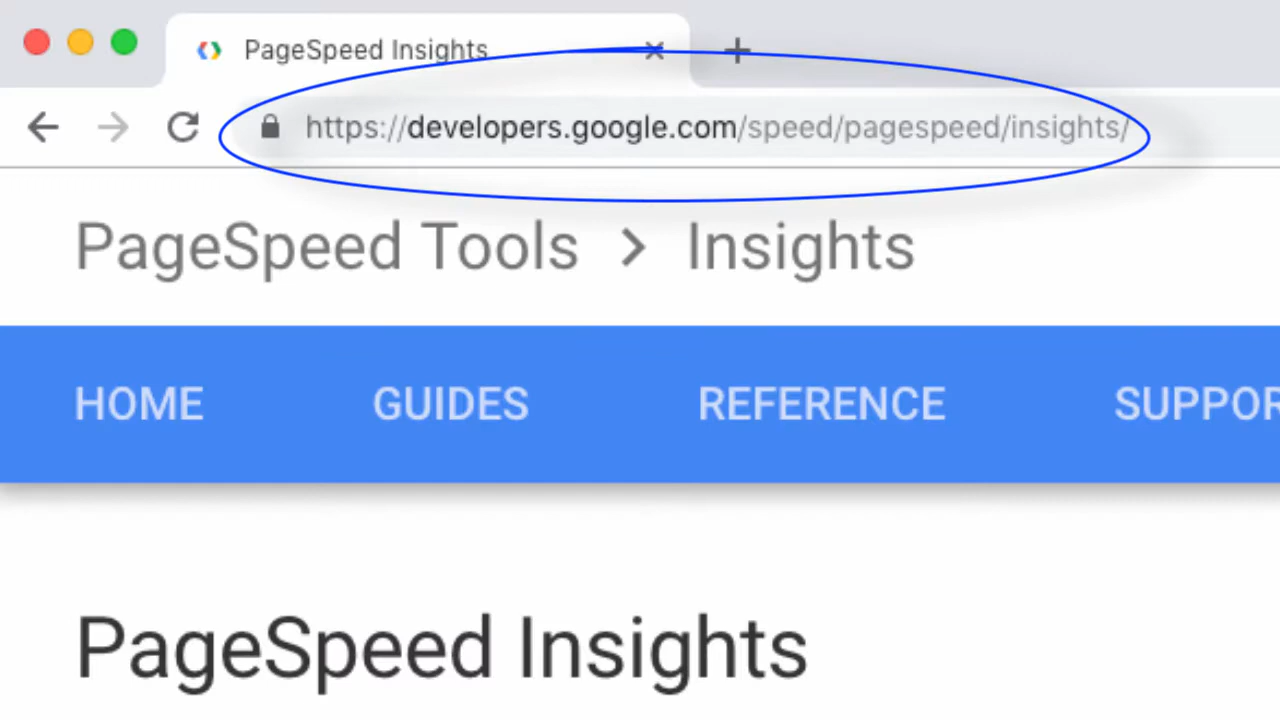 PageSpeed Insights
https://developers.google.com/speed/pagespeed/insights/
PageSpeed Tools > Insights
HOME GUIDES REFERENCE SUPPOR
PageSpeed Insights